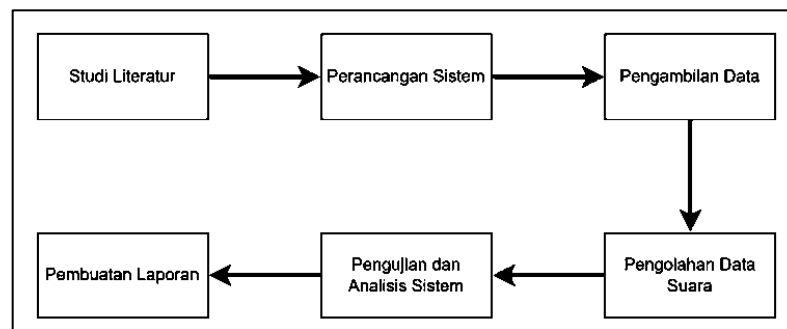 Studi Literatur
Perancangan Sistem
Pengambilan Data
Pengolahan Data
Suara
Pengujian dan
Analisis Sistem
Pembuatan Laporan